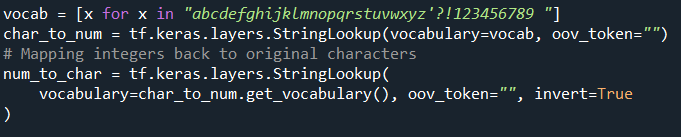 vocab = [x for x in "abcdefghijklmnopqrstuvwxyz'?!123456789 "]
char_to_num = tf.keras.layers.StringLookup(vocabulary=vocab, oov_token="")
# Mapping integers back to original characters
num_to_char = tf.keras.layers.StringLookup(
    vocabulary=char_to_num.get_vocabulary(), oov_token="", invert=True
)